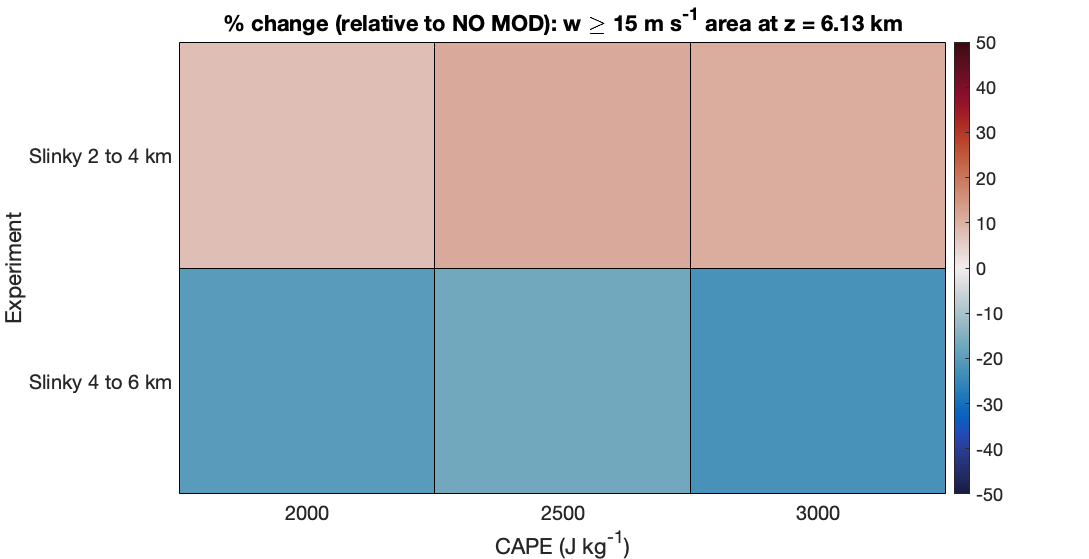 % change (relative to NO MOD): w ≥ 15 m s⁻¹ area at z = 6.13 km
Experiment
Slinky 2 to 4 km
Slinky 4 to 6 km
2000
2500
3000
CAPE (J kg⁻¹)
50
40
30
20
10
0
-10
-20
-30
-40
-50